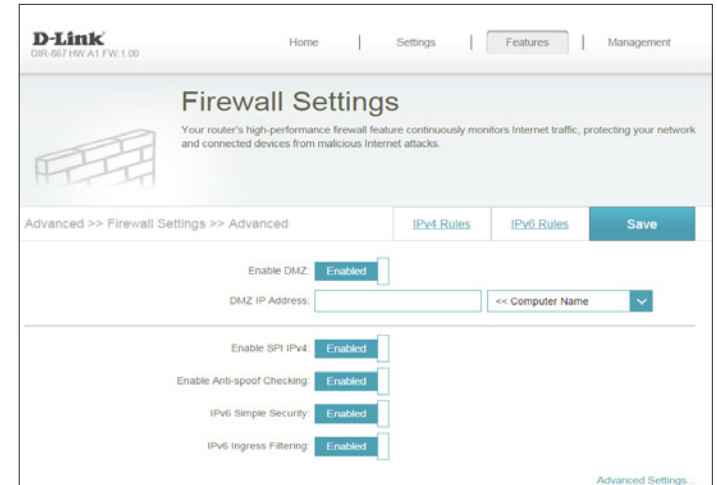 D-Link
DIR-867 HW:A1 FW:1.00
Home | Settings | Features | Management
Firewall Settings
Your router's high-performance firewall feature continuously monitors Internet traffic, protecting your network
and connected devices from malicious Internet attacks.
Advanced >> Firewall Settings >> Advanced IPv4 Rules IPv6 Rules Save
Enable DMZ: Enabled
DMZ IP Address: << Computer Name
Enable SPI IPv4: Enabled
Enable Anti-spoof Checking: Enabled
IPv6 Simple Security: Enabled
IPv6 Ingress Filtering: Enabled
Advanced Settings...